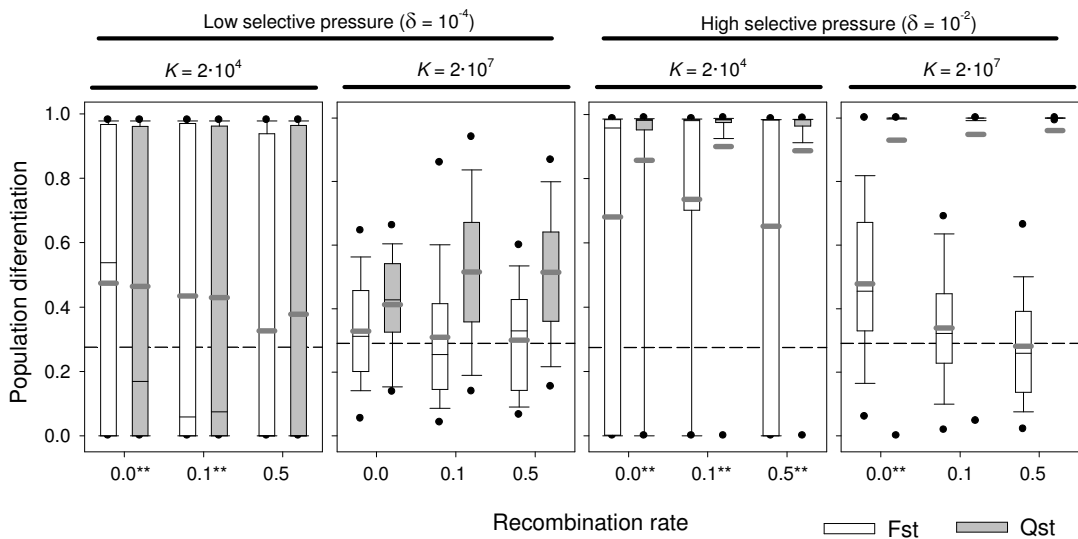 Low selective pressure (δ = 10⁻⁴) High selective pressure (δ = 10⁻²)
K = 2·10⁴ K = 2·10⁷ K = 2·10⁴ K = 2·10⁷
1.0
0.8
0.6
0.4
0.2
0.0
Population diferentiation
0.0** 0.1** 0.5 0.0 0.1 0.5 0.0** 0.1** 0.5** 0.0** 0.1 0.5
Recombination rate
Fst Qst